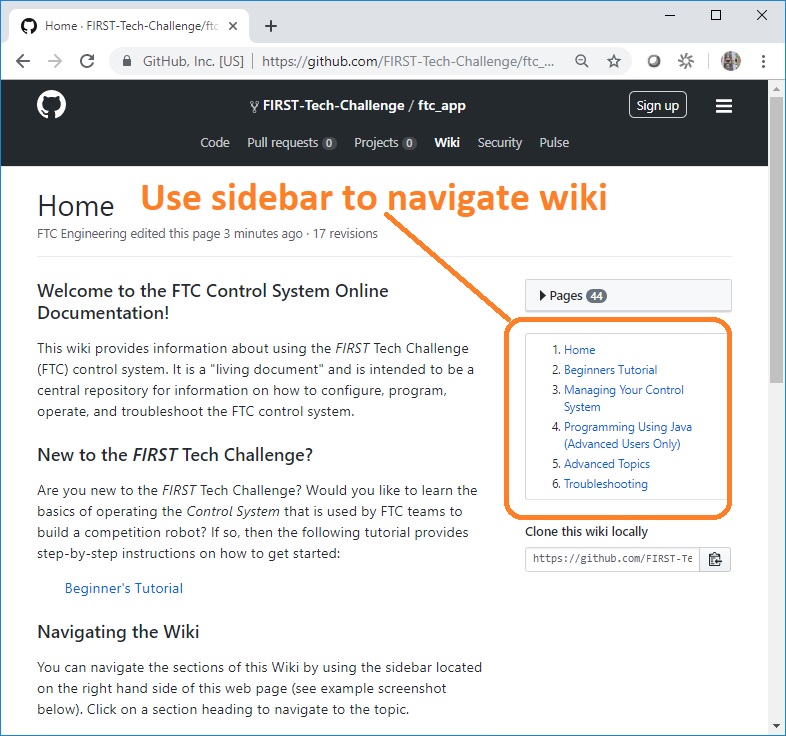 Home · FIRST-Tech-Challenge/ftc
GitHub, Inc. [US] | https://github.com/FIRST-Tech-Challenge/ftc_...
FIRST-Tech-Challenge / ftc_app
Sign up
Code Pull requests 0 Projects 0 Wiki Security Pulse
Use sidebar to navigate wiki
Home
FTC Engineering edited this page 3 minutes ago · 17 revisions
Welcome to the FTC Control System Online
Documentation!
This wiki provides information about using the FIRST Tech Challenge
(FTC) control system. It is a "living document" and is intended to be a
central repository for information on how to configure, program,
operate, and troubleshoot the FTC control system.
New to the FIRST Tech Challenge?
Are you new to the FIRST Tech Challenge? Would you like to learn the
basics of operating the Control System that is used by FTC teams to
build a competition robot? If so, then the following tutorial provides
step-by-step instructions on how to get started:
Beginner's Tutorial
Navigating the Wiki
You can navigate the sections of this Wiki by using the sidebar located
on the right hand side of this web page (see example screenshot
below). Click on a section heading to navigate to the topic.
Pages 44
1. Home
2. Beginners Tutorial
3. Managing Your Control
System
4. Programming Using Java
(Advanced Users Only)
5. Advanced Topics
6. Troubleshooting
Clone this wiki locally
https://github.com/FIRST-Te